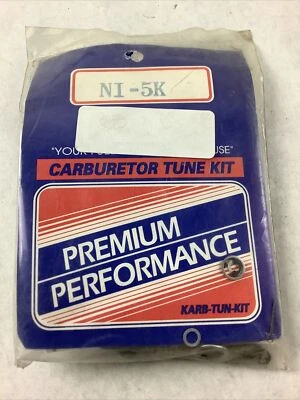 NI-5K
"YOUR USE"
CARBURETOR TUNE KIT
PREMIUM
PERFORMANCE
KARB-TUN-KIT